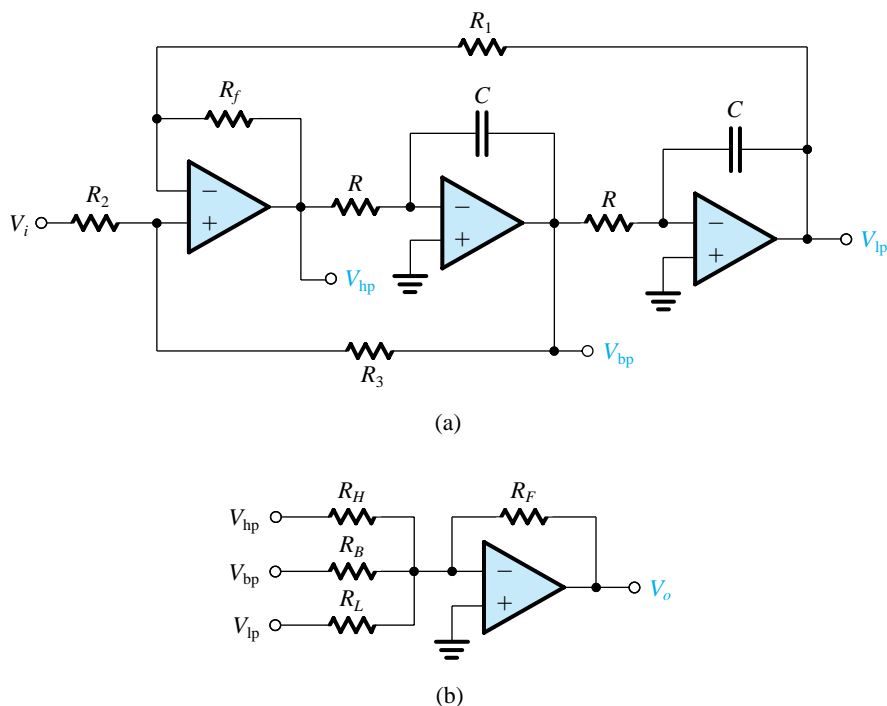 R1
Rf
C
C
R2
R
R
Vi
−
+
−
+
−
+
Vhp
Vlp
R3
Vbp
(a)
RH
RF
Vhp
RB
Vbp
−
+
Vo
RL
Vlp
(b)